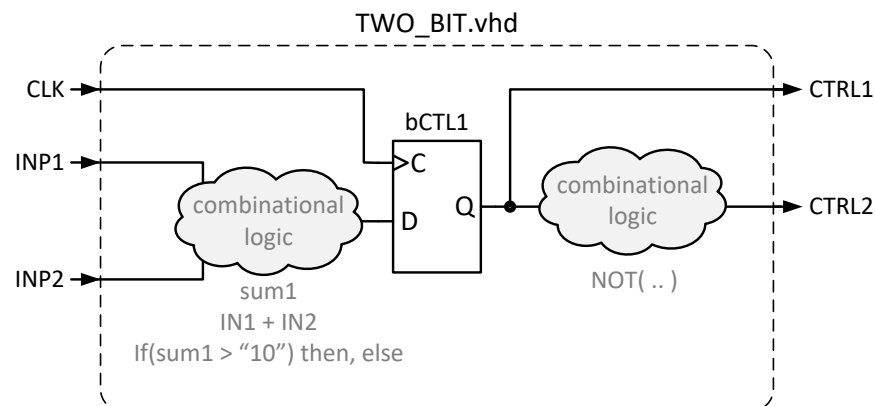 TWO_BIT.vhd
CLK
CTRL1
bCTL1
INP1
C
combinational
logic
combinational
logic
D
Q
CTRL2
INP2
sum1
IN1 + IN2
If(sum1 > “10”) then, else
NOT( .. )